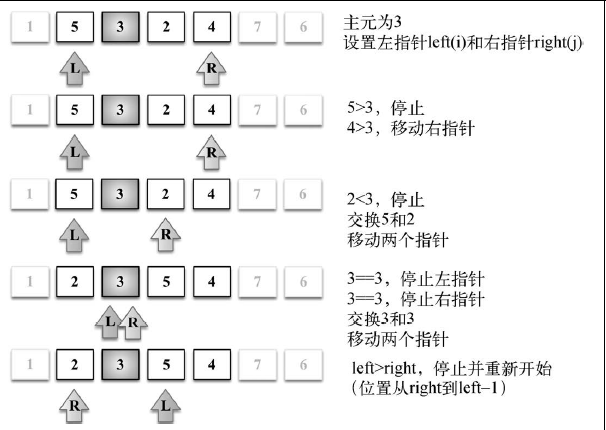 1 5 3 2 4 7 6
主元为3
设置左指针left(i)和右指针right(j)
L R
1 5 3 2 4 7 6
5>3，停止
4>3，移动右指针
L R
1 5 3 2 4 7 6
2<3，停止
交换5和2
移动两个指针
L R
1 2 3 5 4 7 6
3==3，停止左指针
3==3，停止右指针
交换3和3
移动两个指针
L R
1 2 3 5 4 7 6
left>right，停止并重新开始
（位置从right到left−1）
R L